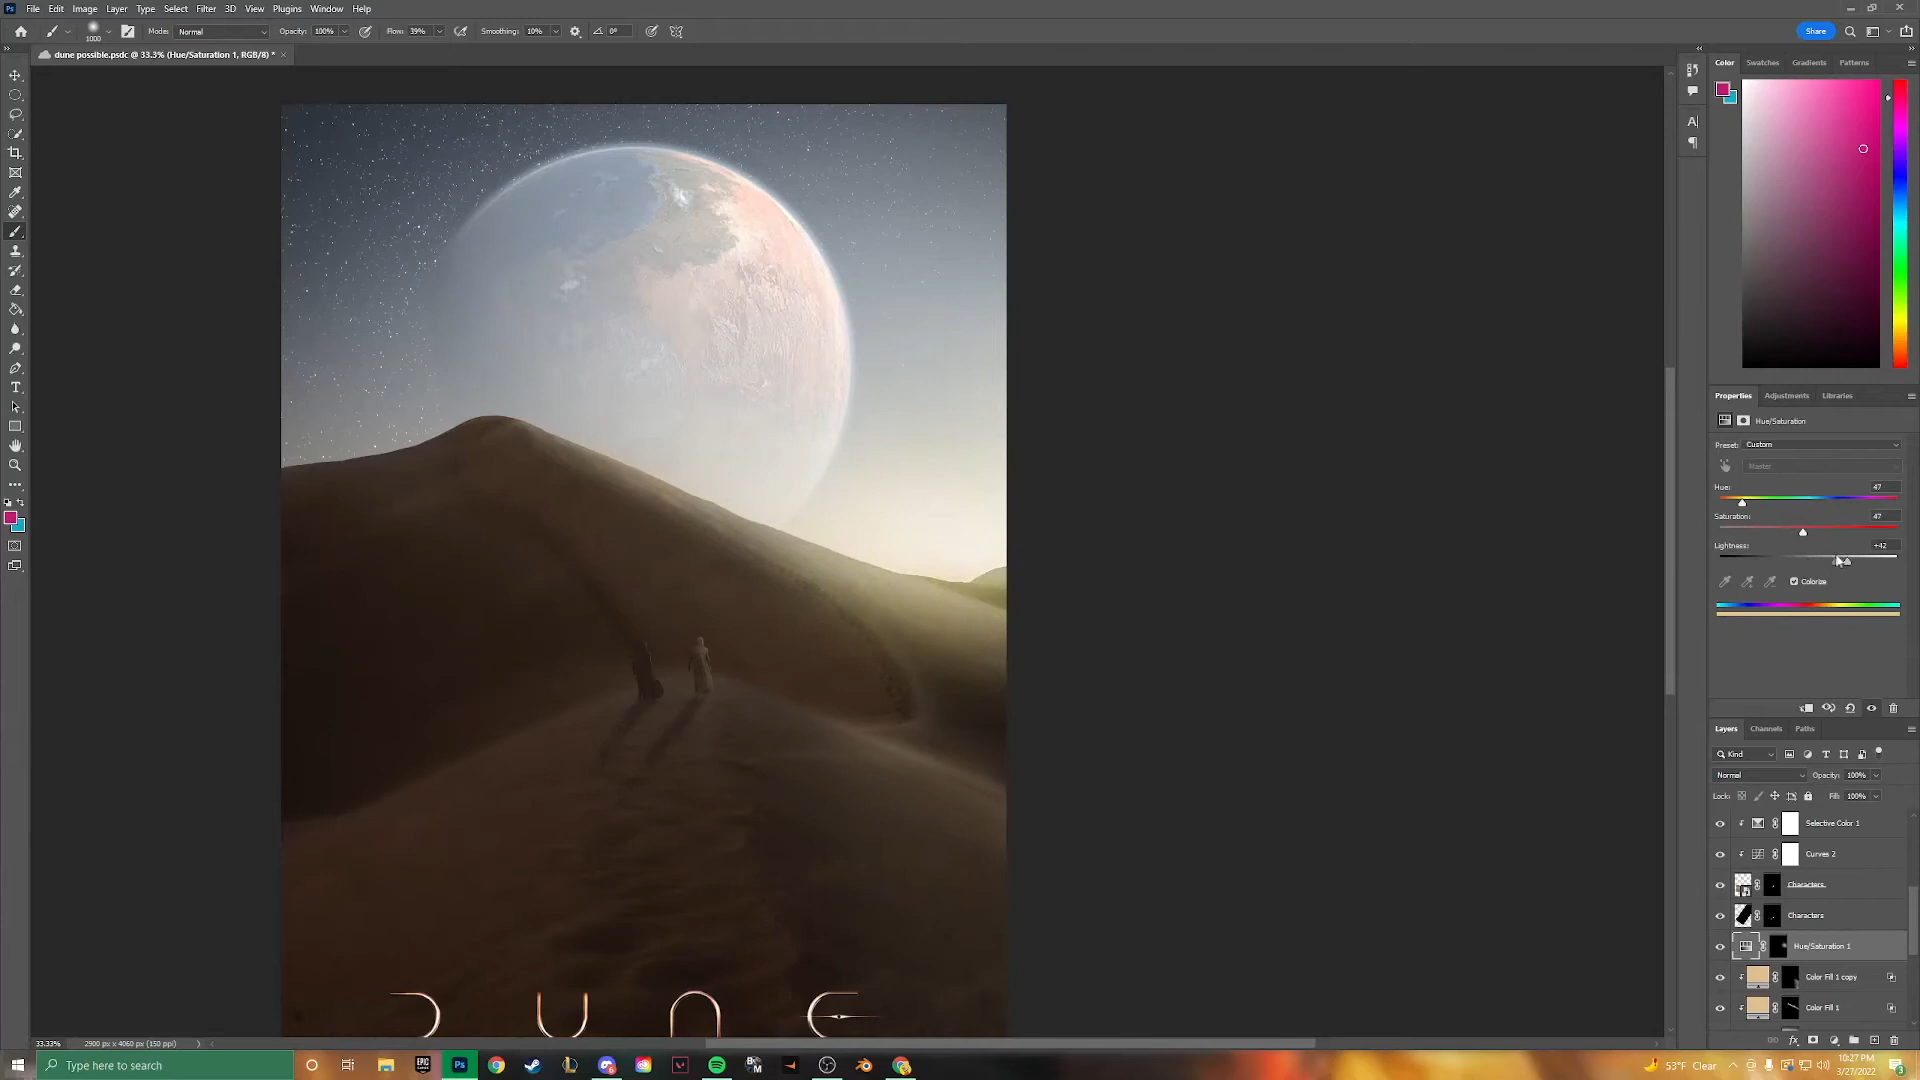 Ps File Edit Image Layer Type Select Filter 3D View Plugins Window Help
1000 Mode: Normal Opacity: 100% Flow: 39% Smoothing: 10% 0° Share
dune possible.psdc @ 33.3% (Hue/Saturation 1, RGB/8) *
Color Swatches Gradients Patterns
Properties Adjustments Libraries
Hue/Saturation
Preset: Custom
Master
Hue: 47
Saturation: 47
Lightness: +42
Colorize
Layers Channels Paths
Kind
Normal Opacity: 100%
Lock: Fill: 100%
Selective Color 1
Curves 2
Characters
Characters
Hue/Saturation 1
Color Fill 1 copy
Color Fill 1
DUNE
33.33% 2900 px x 4060 px (150 ppi)
Type here to search
53°F Clear
10:27 PM
3/27/2022